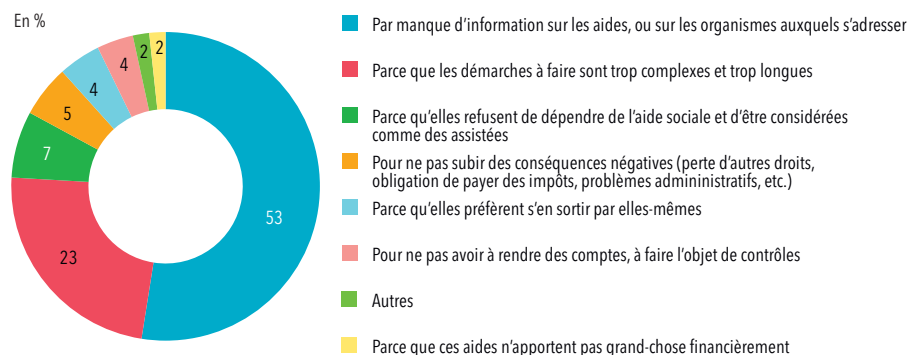 En %
53
23
7
5
4
4
2
2
Par manque d'information sur les aides, ou sur les organismes auxquels s'adresser
Parce que les démarches à faire sont trop complexes et trop longues
Parce qu'elles refusent de dépendre de l'aide sociale et d'être considérées
comme des assistées
Pour ne pas subir des conséquences négatives (perte d'autres droits,
obligation de payer des impôts, problèmes admininistratifs, etc.)
Parce qu'elles préfèrent s'en sortir par elles-mêmes
Pour ne pas avoir à rendre des comptes, à faire l'objet de contrôles
Autres
Parce que ces aides n'apportent pas grand-chose financièrement